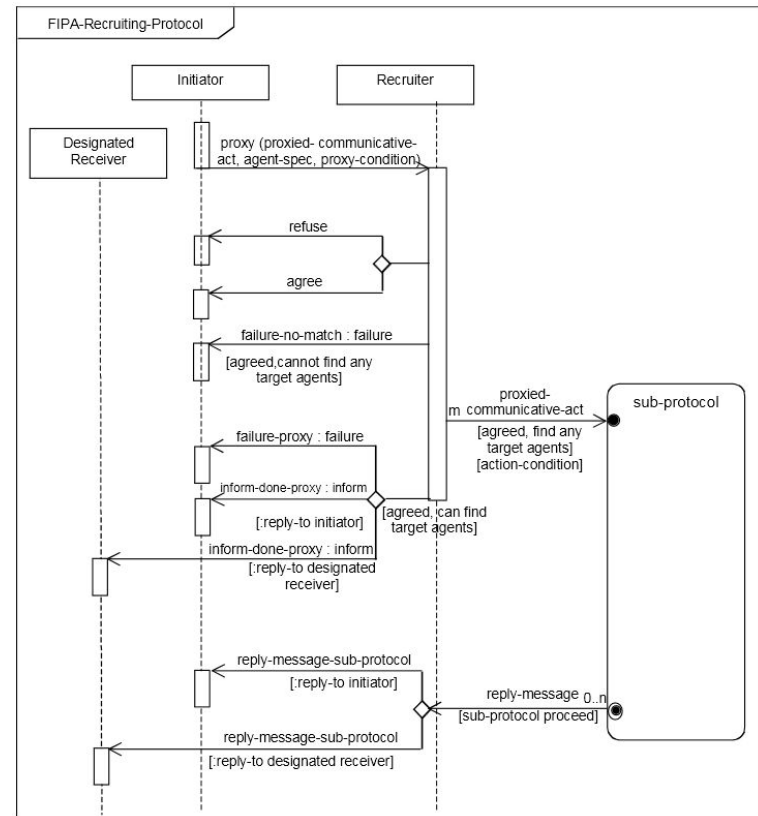 FIPA-Recruiting-Protocol
Initiator
Recruiter
Designated
Receiver
proxy (proxied- communicative-
act, agent-spec, proxy-condition)
refuse
agree
failure-no-match : failure
[agreed,cannot find any
target agents]
proxied-
m communicative-act
[agreed, find any
target agents]
[action-condition]
sub-protocol
failure-proxy : failure
inform-done-proxy : inform
[:reply-to initiator]
[agreed, can find
target agents]
inform-done-proxy : inform
[:reply-to designated
receiver]
reply-message-sub-protocol
[:reply-to initiator]
reply-message 0..n
[sub-protocol proceed]
reply-message-sub-protocol
[:reply-to designated receiver]